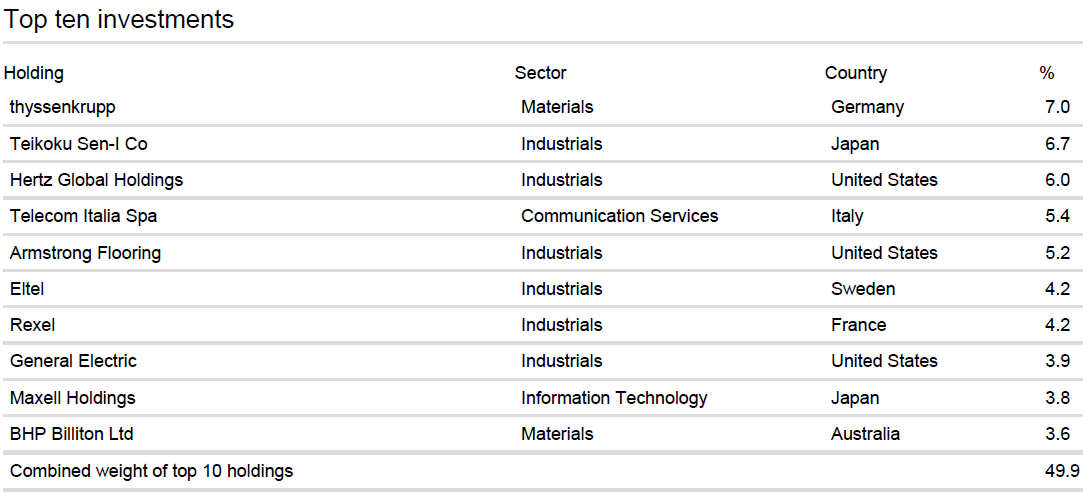 Top ten investments
Holding Sector Country %
thyssenkrupp Materials Germany 7.0
Teikoku Sen-I Co Industrials Japan 6.7
Hertz Global Holdings Industrials United States 6.0
Telecom Italia Spa Communication Services Italy 5.4
Armstrong Flooring Industrials United States 5.2
Eltel Industrials Sweden 4.2
Rexel Industrials France 4.2
General Electric Industrials United States 3.9
Maxell Holdings Information Technology Japan 3.8
BHP Billiton Ltd Materials Australia 3.6
Combined weight of top 10 holdings 49.9